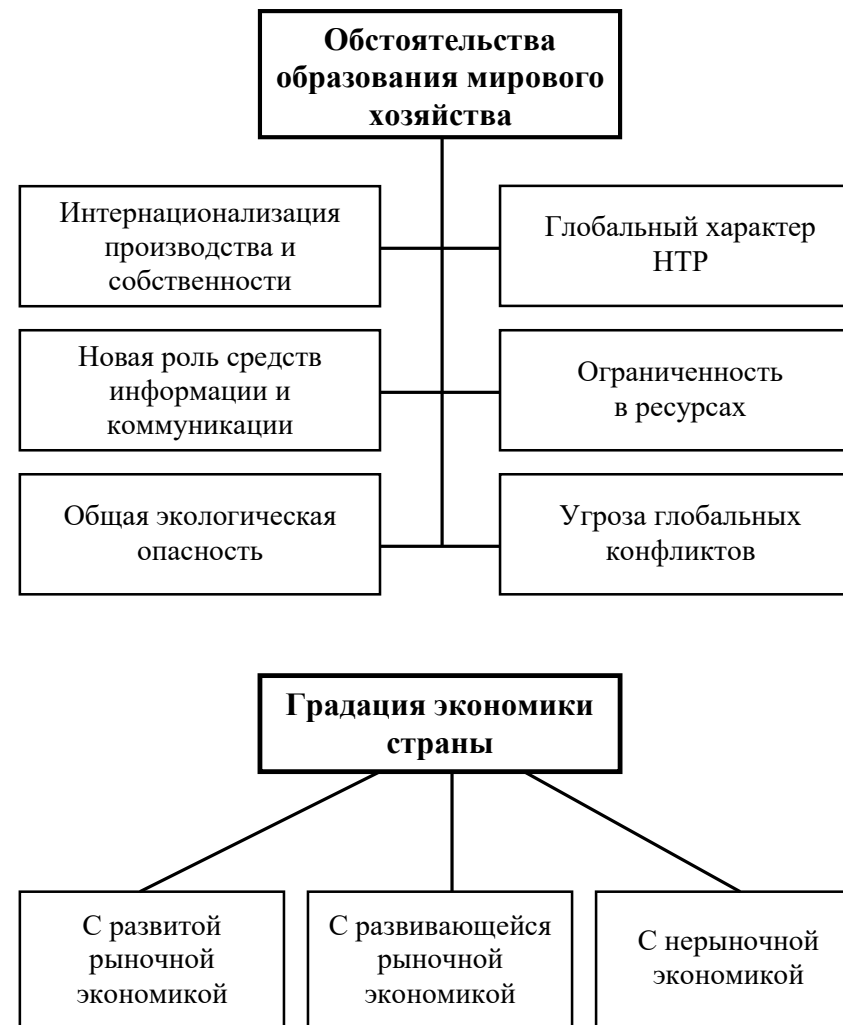 Обстоятельства
образования мирового
хозяйства
Интернационализация
производства и
собственности
Глобальный характер
НТР
Новая роль средств
информации и
коммуникации
Ограниченность
в ресурсах
Общая экологическая
опасность
Угроза глобальных
конфликтов
Градация экономики
страны
С развитой
рыночной
экономикой
С развивающейся
рыночной
экономикой
С нерыночной
экономикой